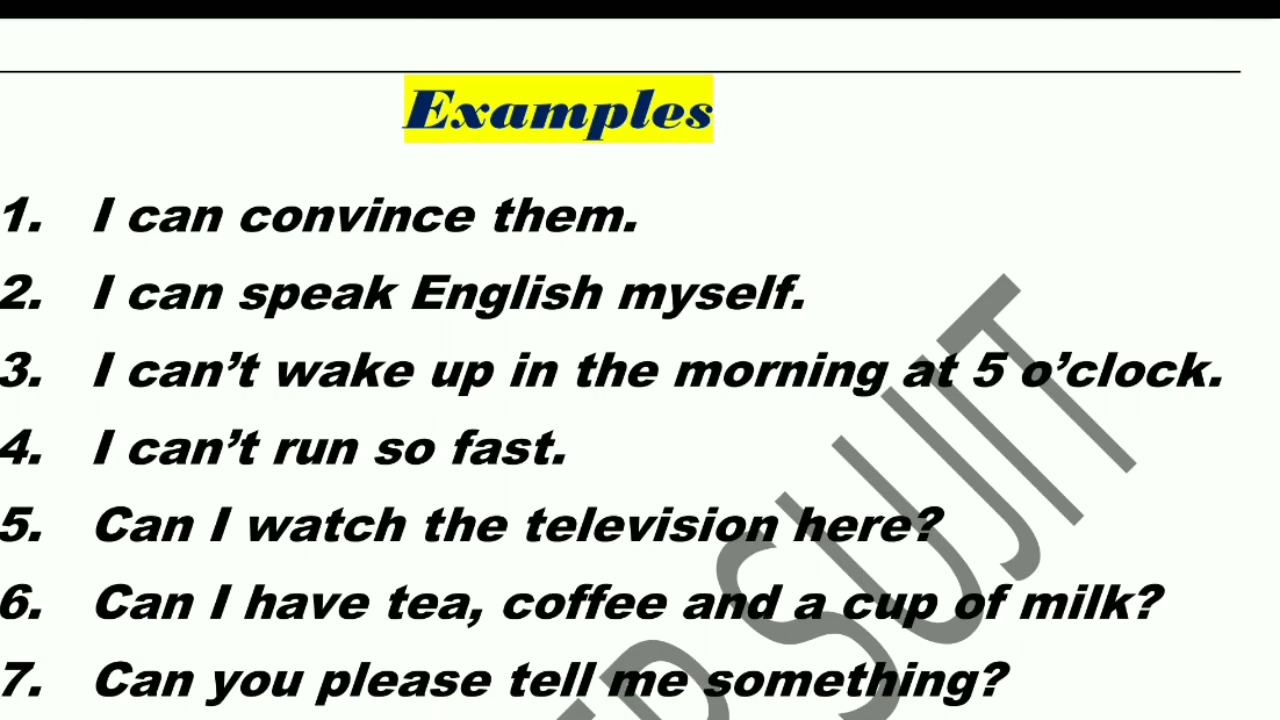 Examples
1. I can convince them.
2. I can speak English myself.
3. I can’t wake up in the morning at 5 o’clock.
4. I can’t run so fast.
5. Can I watch the television here?
6. Can I have tea, coffee and a cup of milk?
7. Can you please tell me something?
SUJIT